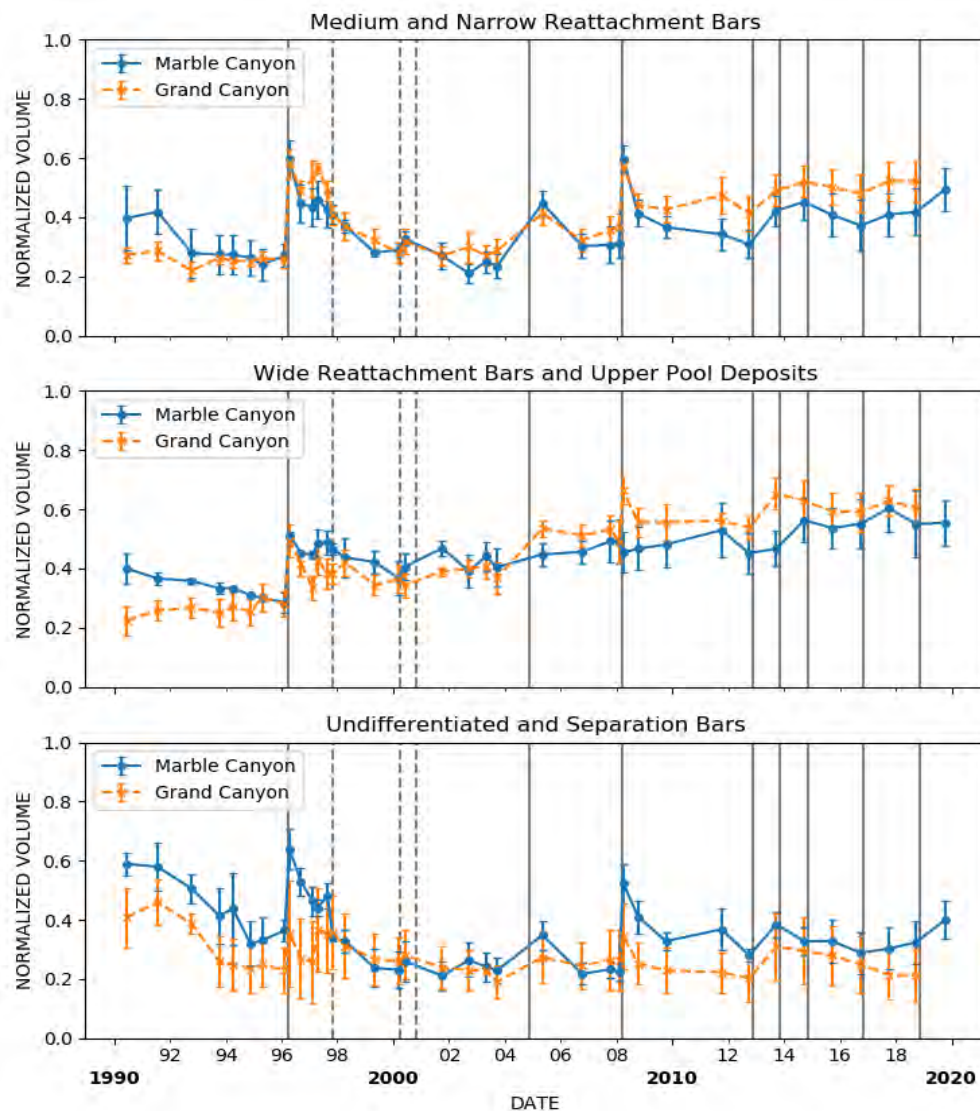 Medium and Narrow Reattachment Bars
1.0
0.8
0.6
0.4
0.2
0.0
NORMALIZED VOLUME
Marble Canyon
Grand Canyon
Wide Reattachment Bars and Upper Pool Deposits
1.0
0.8
0.6
0.4
0.2
0.0
NORMALIZED VOLUME
Marble Canyon
Grand Canyon
Undifferentiated and Separation Bars
1.0
0.8
0.6
0.4
0.2
0.0
NORMALIZED VOLUME
Marble Canyon
Grand Canyon
92 94 96 98 02 04 06 08 12 14 16 18
1990 2000 2010 2020
DATE